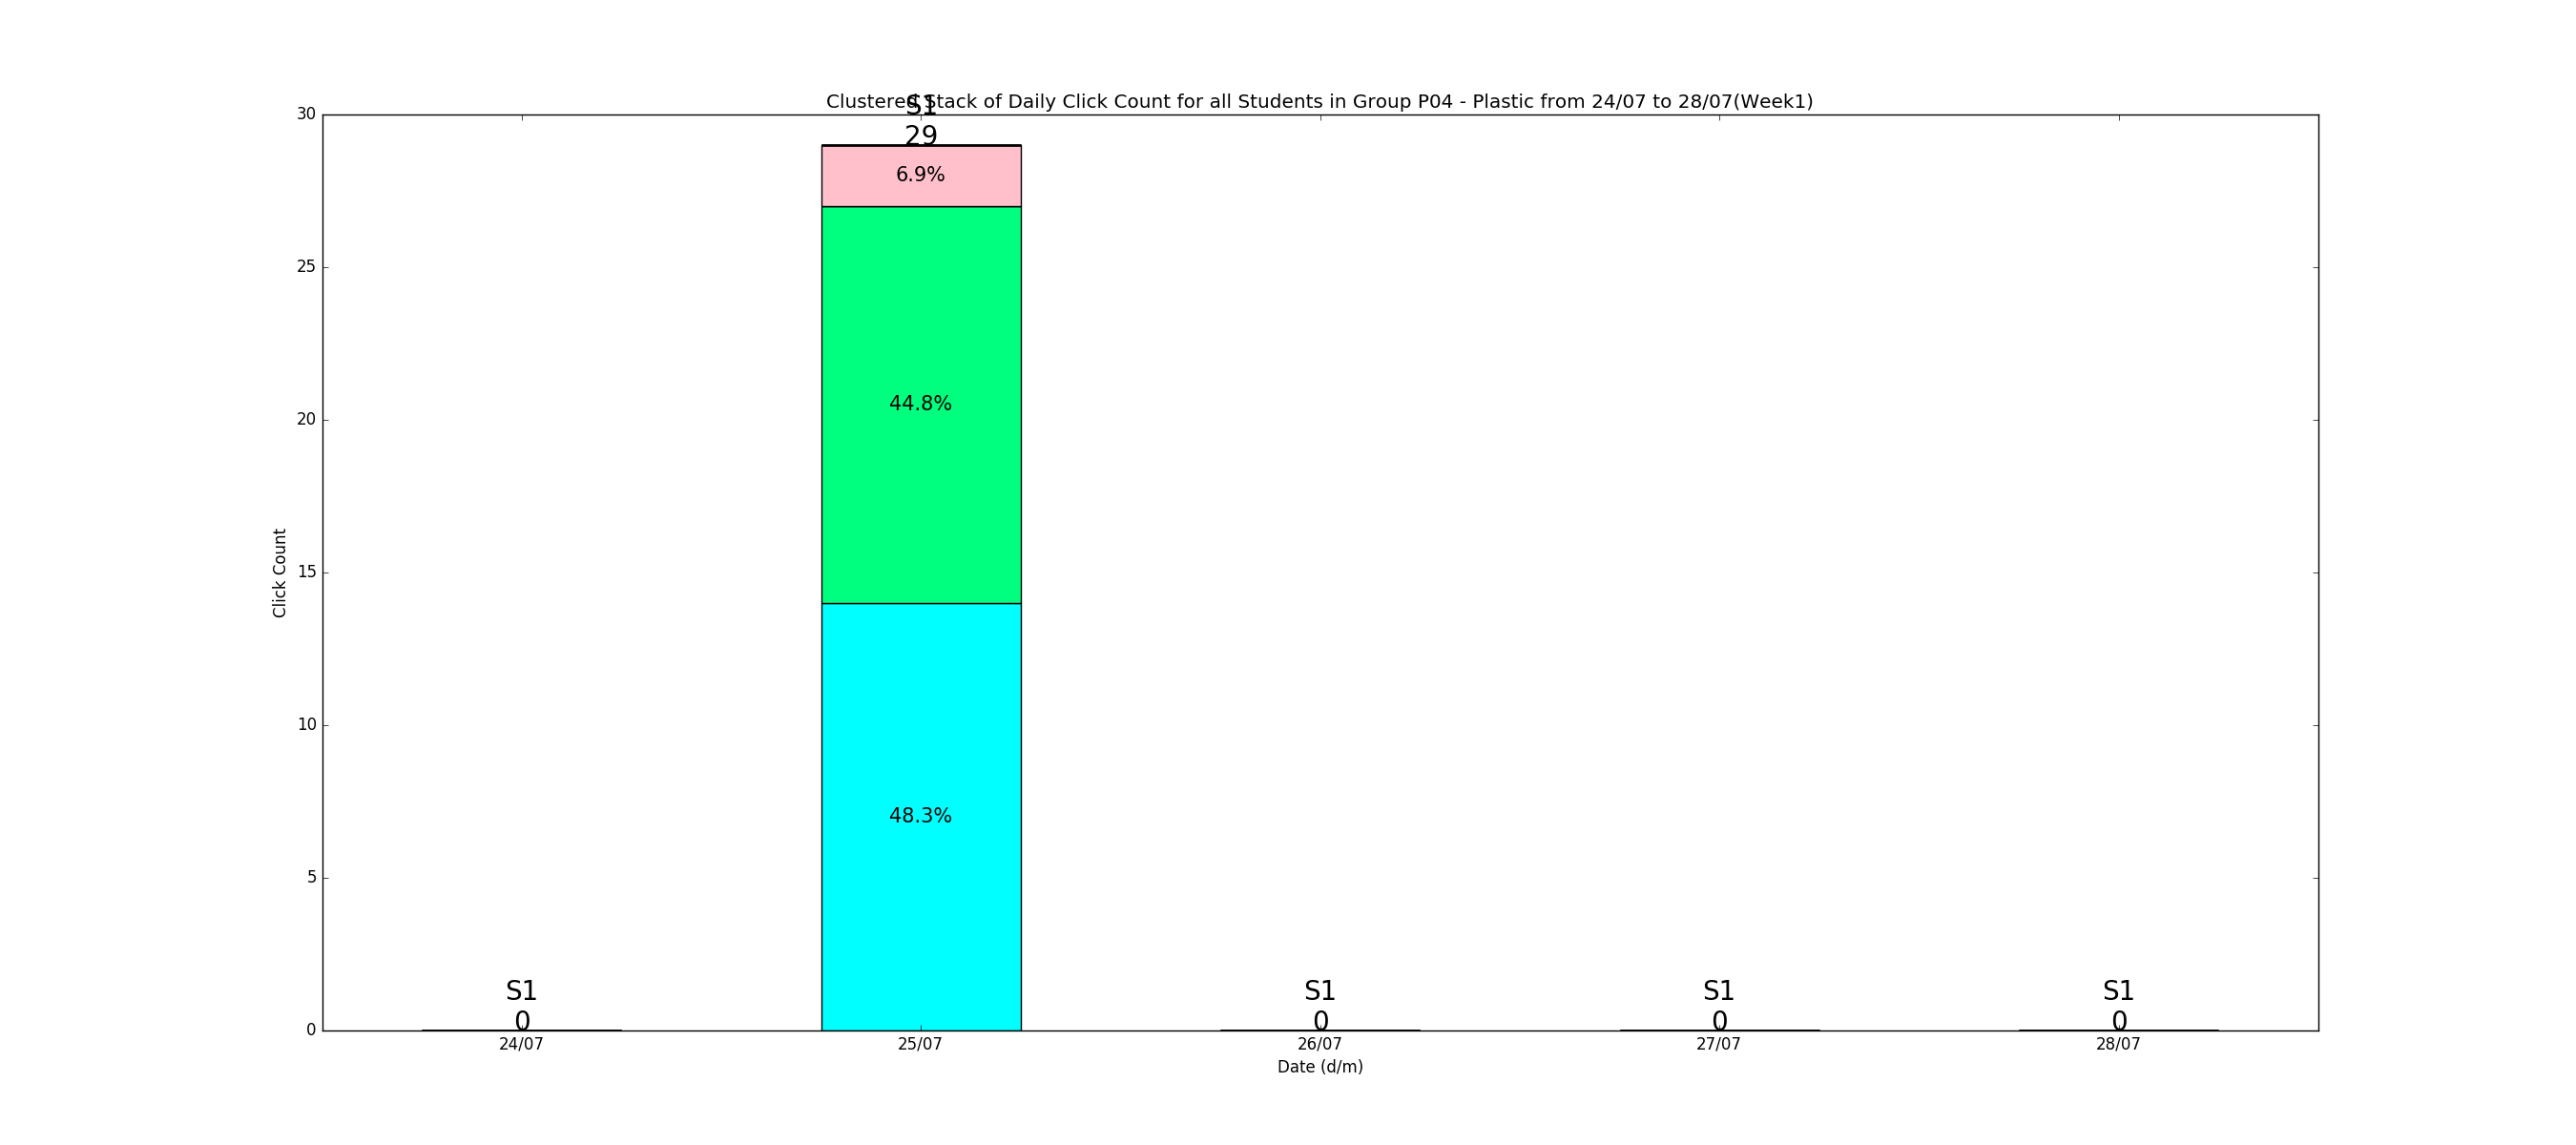 Clustered Stack of Daily Click Count for all Students in Group P04 - Plastic from 24/07 to 28/07(Week1)
S1
29
6.9%
44.8%
48.3%
30
25
20
15
10
5
0
Click Count
S1
0
S1
0
S1
0
S1
0
24/07
25/07
26/07
27/07
28/07
Date (d/m)